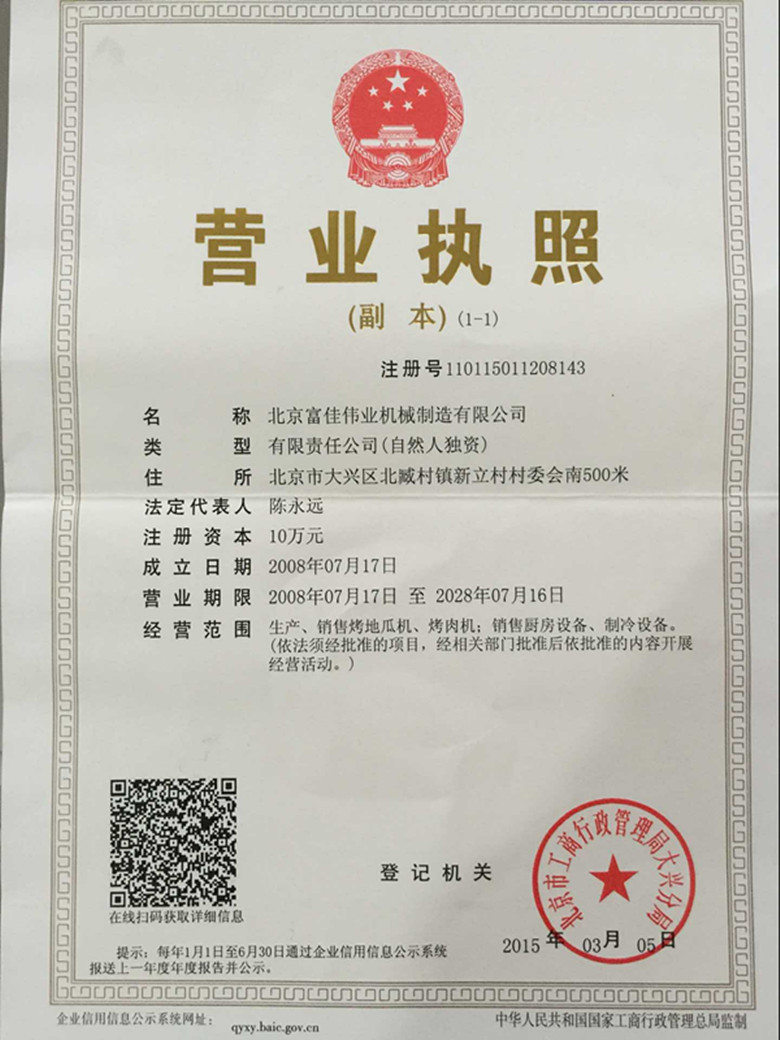 营业执照
(副 本) (1-1)
注册号110115011208143
名 称 北京富佳伟业机械制造有限公司
类 型 有限责任公司(自然人独资)
住 所 北京市大兴区北臧村镇新立村村委会南500米
法定代表人 陈永远
注册资本 10万元
成立日期 2008年07月17日
营业期限 2008年07月17日 至 2028年07月16日
经营范围 生产、销售烤地瓜机、烤肉机；销售厨房设备、制冷设备。
(依法须经批准的项目，经相关部门批准后依批准的内容开展
经营活动。)
在线扫码获取详细信息
登记机关
北京市工商行政管理局大兴分局
2015 年 03月 05日
提示：每年1月1日至6月30日通过企业信用信息公示系统
报送上一年度年度报告并公示。
企业信用信息公示系统网址： qyxy.baic.gov.cn
中华人民共和国国家工商行政管理总局监制